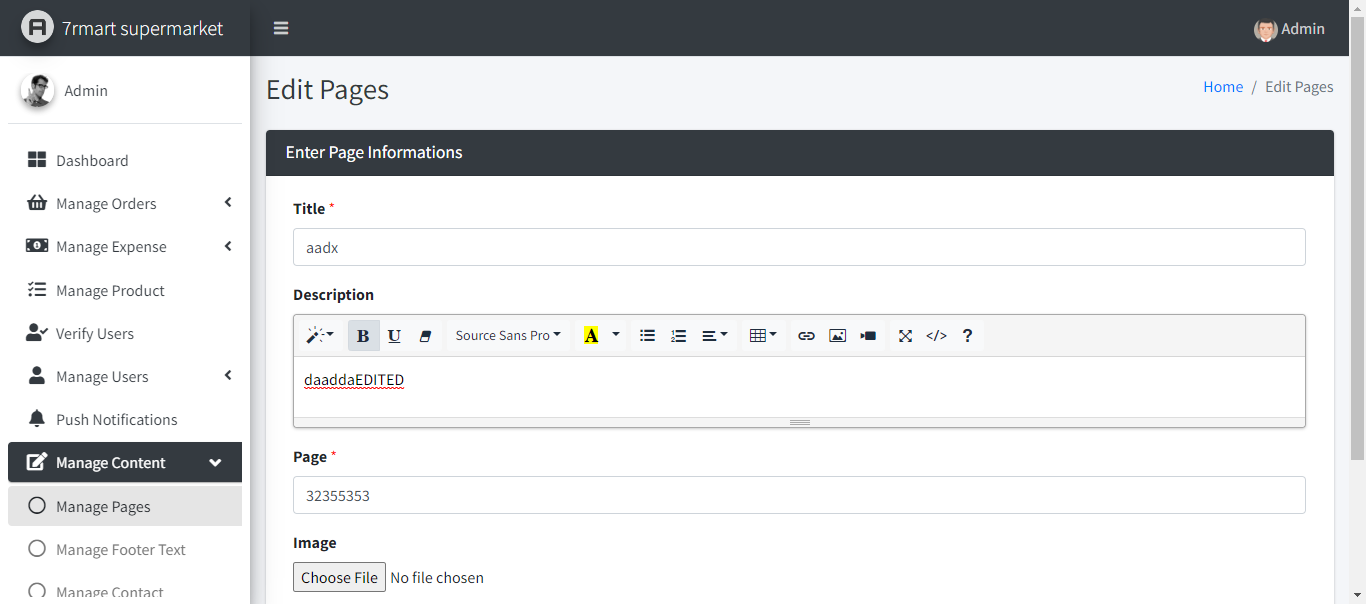 7rmart supermarket
Admin
Admin
Dashboard
Manage Orders
Manage Expense
Manage Product
Verify Users
Manage Users
Push Notifications
Manage Content
Manage Pages
Manage Footer Text
Manage Contact
Edit Pages
Home / Edit Pages
Enter Page Informations
Title *
aadx
Description
B U Source Sans Pro A </> ?
daaddaEDITED
Page *
32355353
Image
Choose File No file chosen